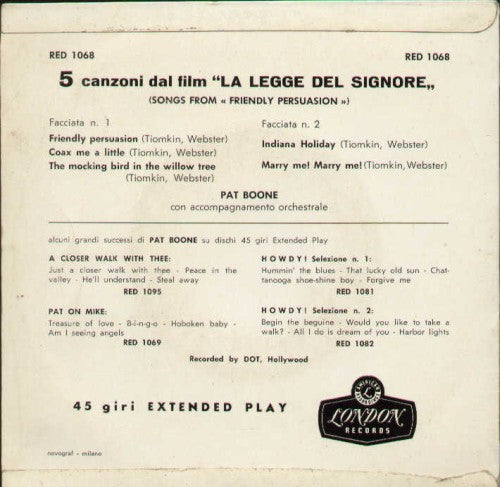 RED 1068
RED 1068
5 canzoni dal film "LA LEGGE DEL SIGNORE„
(SONGS FROM « FRIENDLY PERSUASION »)
Facciata n. 1
Friendly persuasion (Tiomkin, Webster)
Coax me a little (Tiomkin, Webster)
The mocking bird in the willow tree
(Tiomkin, Webster)
Facciata n. 2
Indiana Holiday (Tiomkin, Webster)
Marry me! Marry me! (Tiomkin, Webster)
PAT BOONE
con accompagnamento orchestrale
alcuni grandi successi di PAT BOONE su dischi 45 giri Extended Play
A CLOSER WALK WITH THEE:
Just a closer walk with thee - Peace in the
valley - He'll understand - Steal away
RED 1095
HOWDY! Selezione n. 1:
Hummin' the blues - That lucky old sun - Chat-
tanooga shoe-shine boy - Forgive me
RED 1081
PAT ON MIKE:
Treasure of love - B-i-n-g-o - Hoboken baby -
Am I seeing angels
RED 1069
HOWDY! Selezione n. 2:
Begin the beguine - Would you like to take a
walk? - All I do is dream of you - Harbor lights
RED 1082
Recorded by DOT, Hollywood
45 giri EXTENDED PLAY
AMERICAN
L
LONDON
RECORDS
novograf - milano